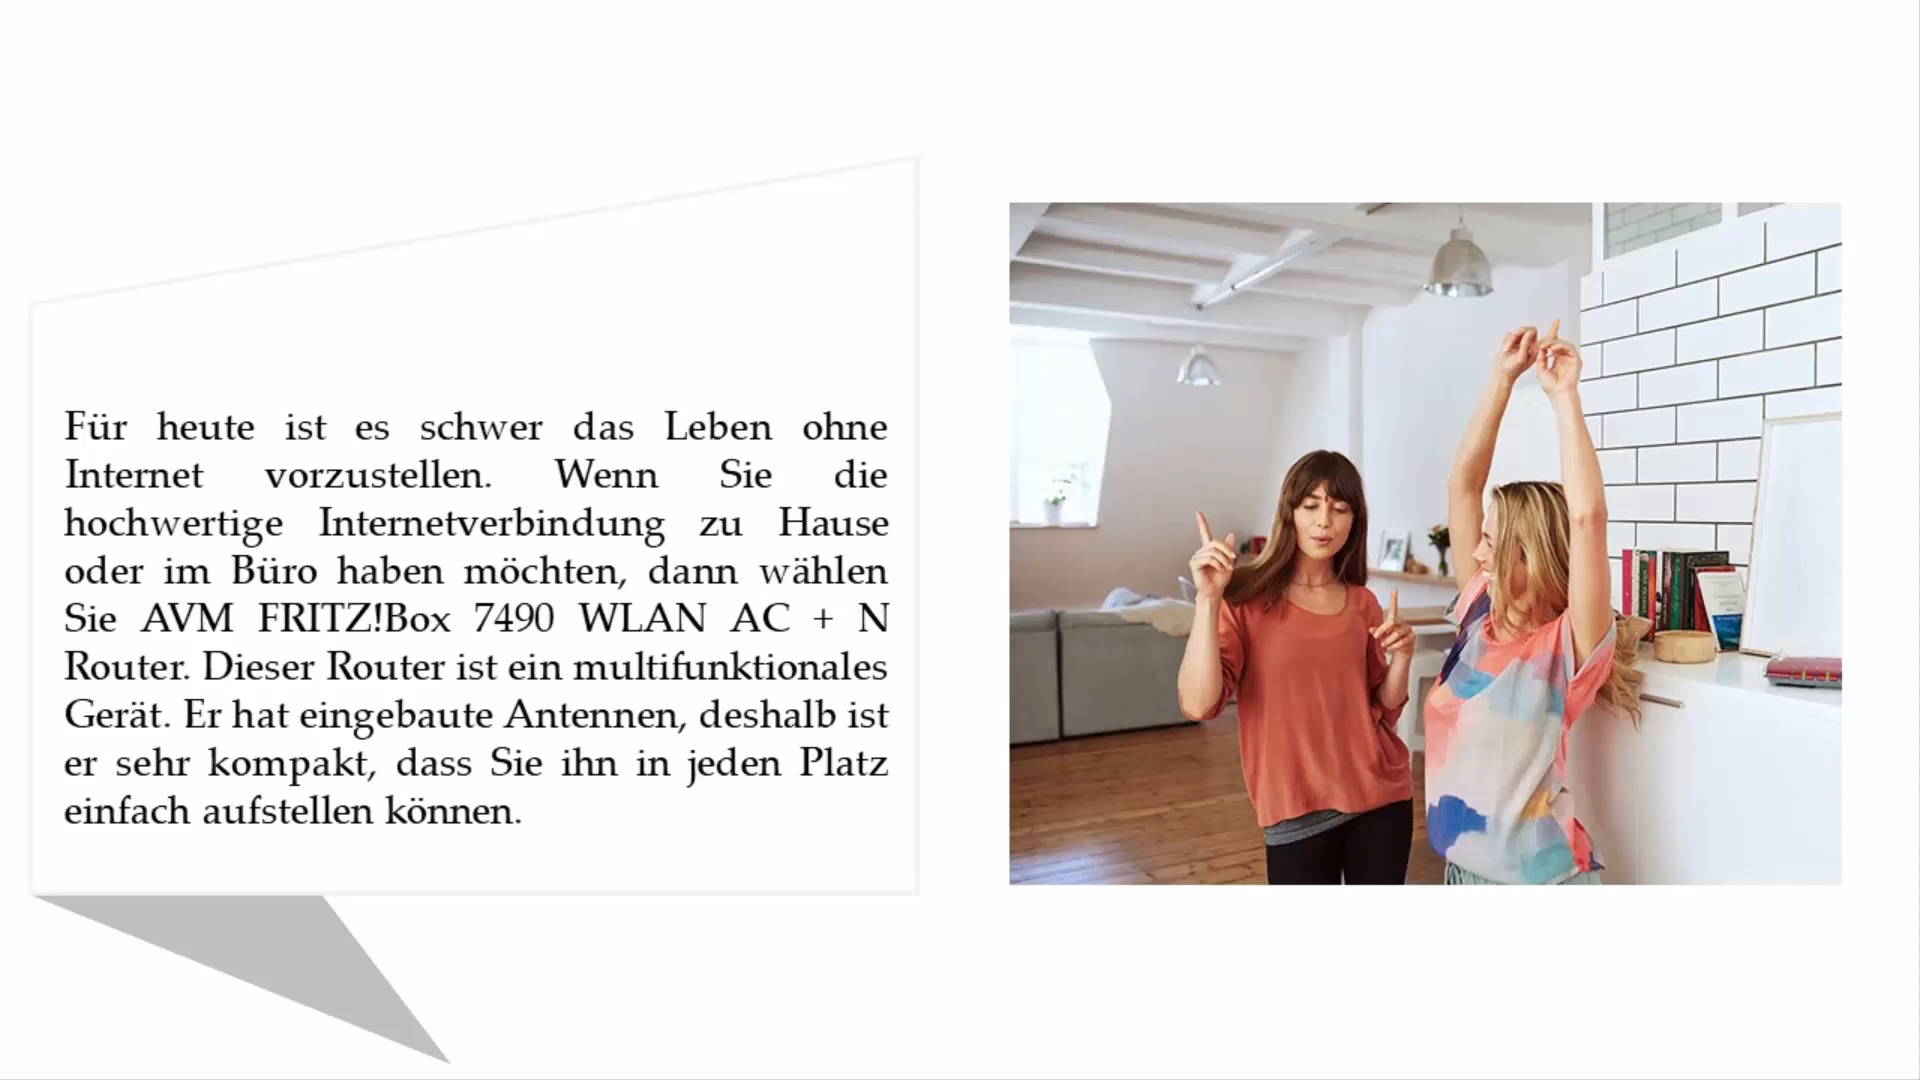 Für heute ist es schwer das Leben ohne
Internet vorzustellen. Wenn Sie die
hochwertige Internetverbindung zu Hause
oder im Büro haben möchten, dann wählen
Sie AVM FRITZ!Box 7490 WLAN AC + N
Router. Dieser Router ist ein multifunktionales
Gerät. Er hat eingebaute Antennen, deshalb ist
er sehr kompakt, dass Sie ihn in jeden Platz
einfach aufstellen können.